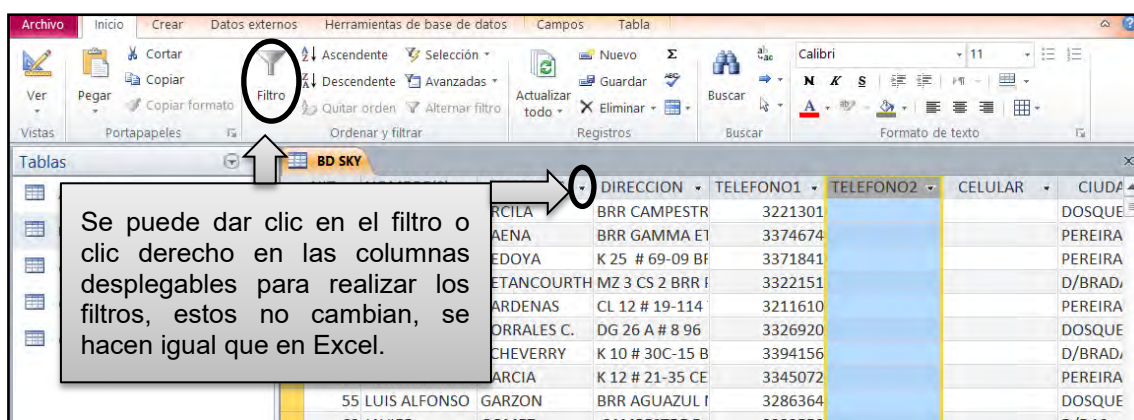 Archivo Inicio Crear Datos externos Herramientas de base de datos Campos Tabla
Ver
Vistas
Pegar
Cortar
Copiar
Copiar formato
Portapapeles
Filtro
Ascendente
Descendente
Quitar orden
Selección
Avanzadas
Alternar filtro
Ordenar y filtrar
Actualizar todo
Nuevo
Guardar
Eliminar
Registros
Buscar
Buscar
Calibri 11
N K S
A
Formato de texto
Tablas
BD SKY
Se puede dar clic en el filtro o
clic derecho en las columnas
desplegables para realizar los
filtros, estos no cambian, se
hacen igual que en Excel.
DIRECCION TELEFONO1 TELEFONO2 CELULAR CIUDA
RCILA BRR CAMPESTR 3221301 DOSQUE
AENA BRR GAMMA ET 3374674 PEREIRA
EDOYA K 25 # 69-09 BF 3371841 PEREIRA
ETANCOURTH MZ 3 CS 2 BRR 3322151 D/BRADA
ARDENAS CL 12 # 19-114 3211610 PEREIRA
ORRALES C. DG 26 A # 8 96 3326920 DOSQUE
CHEVERRY K 10 # 30C-15 B 3394156 D/BRADA
ARCIA K 12 # 21-35 CE 3345072 PEREIRA
55 LUIS ALFONSO GARZON BRR AGUAZUL 3286364 DOSQUE